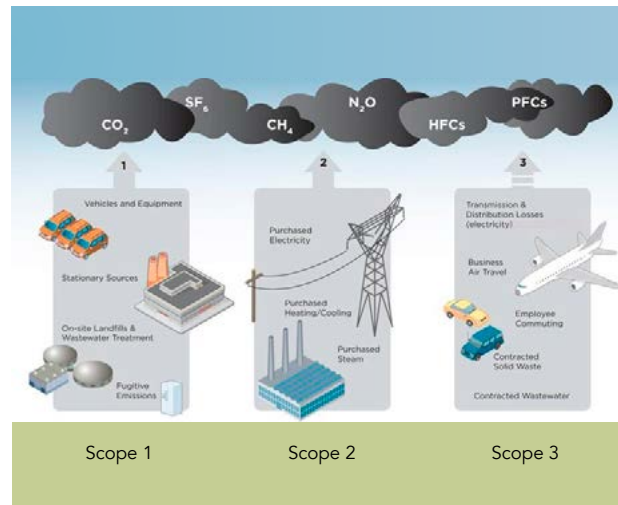 SF₆
N₂O
PFCs
CO₂
CH₄
HFCs
1
2
3
Vehicles and Equipment
Stationary Sources
On-site Landfills &
Wastewater Treatment
Fugitive
Emissions
Purchased
Electricity
Purchased
Heating/Cooling
Purchased
Steam
Transmission &
Distribution Losses
(electricity)
Business
Air Travel
Employee
Commuting
Contracted
Solid Waste
Contracted Wastewater
Scope 1
Scope 2
Scope 3